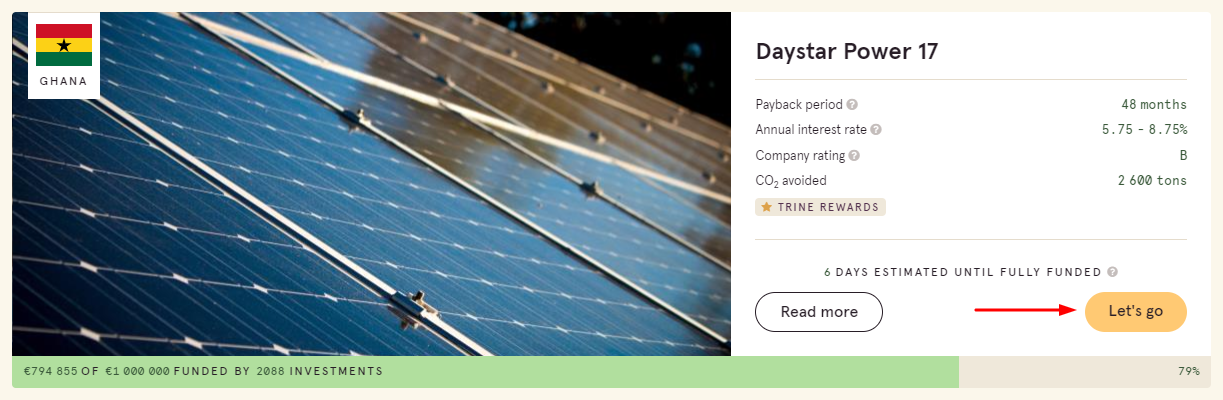 GHANA
Daystar Power 17
Payback period ? 48 months
Annual interest rate ? 5.75 - 8.75%
Company rating ? B
CO₂ avoided 2 600 tons
TRINE REWARDS
6 DAYS ESTIMATED UNTIL FULLY FUNDED ?
Read more Let's go
€794 855 OF €1 000 000 FUNDED BY 2088 INVESTMENTS 79%